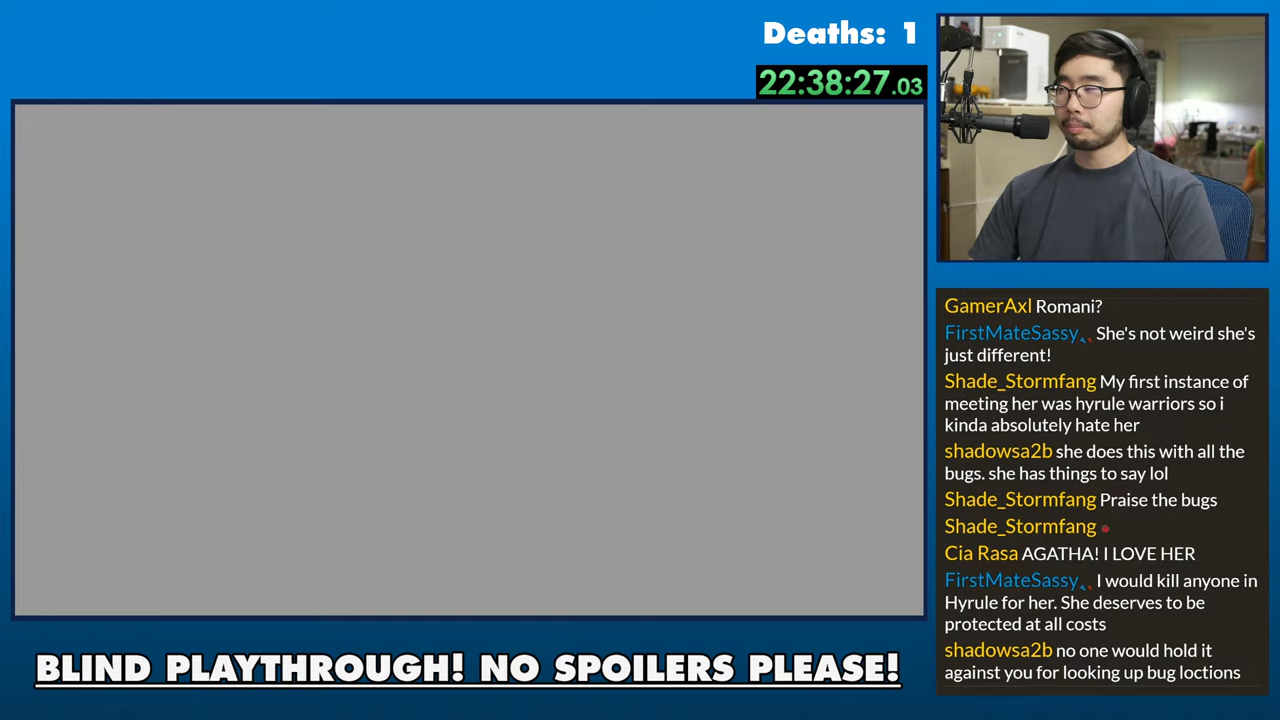 Deaths: 1
22:38:27.03
GamerAxl Romani?
FirstMateSassy She's not weird she's
just different!
Shade_Stormfang My first instance of
meeting her was hyrule warriors so i
kinda absolutely hate her
shadowsa2b she does this with all the
bugs. she has things to say lol
Shade_Stormfang Praise the bugs
Shade_Stormfang
Cia Rasa AGATHA! I LOVE HER
FirstMateSassy I would kill anyone in
Hyrule for her. She deserves to be
protected at all costs
shadowsa2b no one would hold it
against you for looking up bug loctions
BLIND PLAYTHROUGH! NO SPOILERS PLEASE!